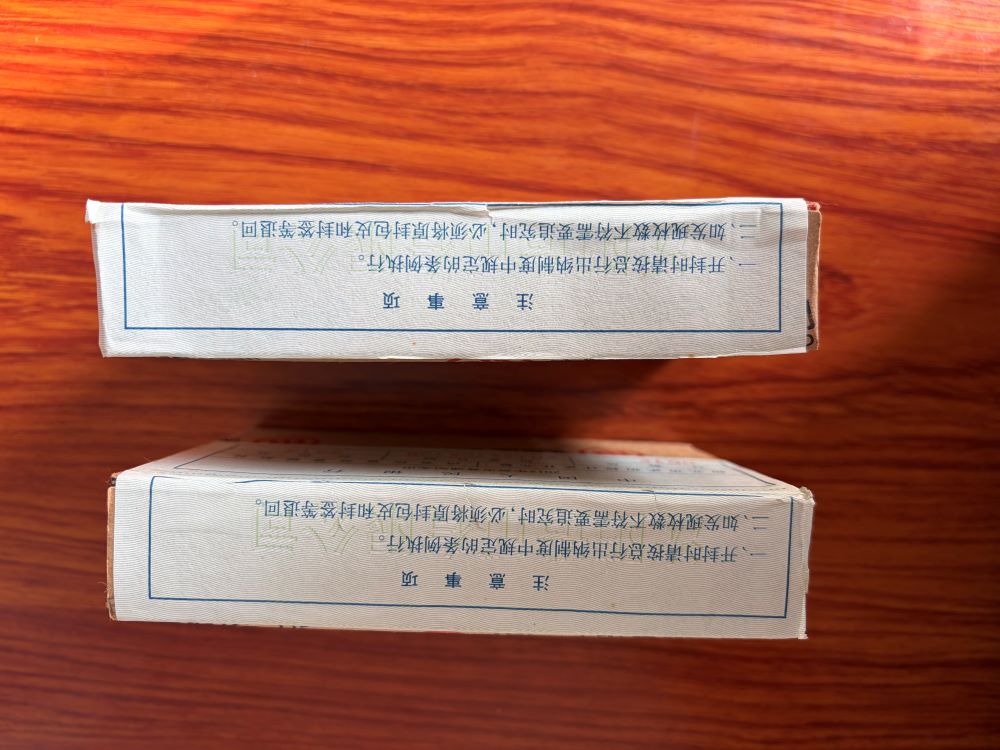 注意事项
一、开封时请按总行出纳制度中规定的条例执行。
二、如发现枚数不符需要追究时，必须将原封包皮和封签等退回。
注意事项
一、开封时请按总行出纳制度中规定的条例执行。
二、如发现枚数不符需要追究时，必须将原封包皮和封签等退回。